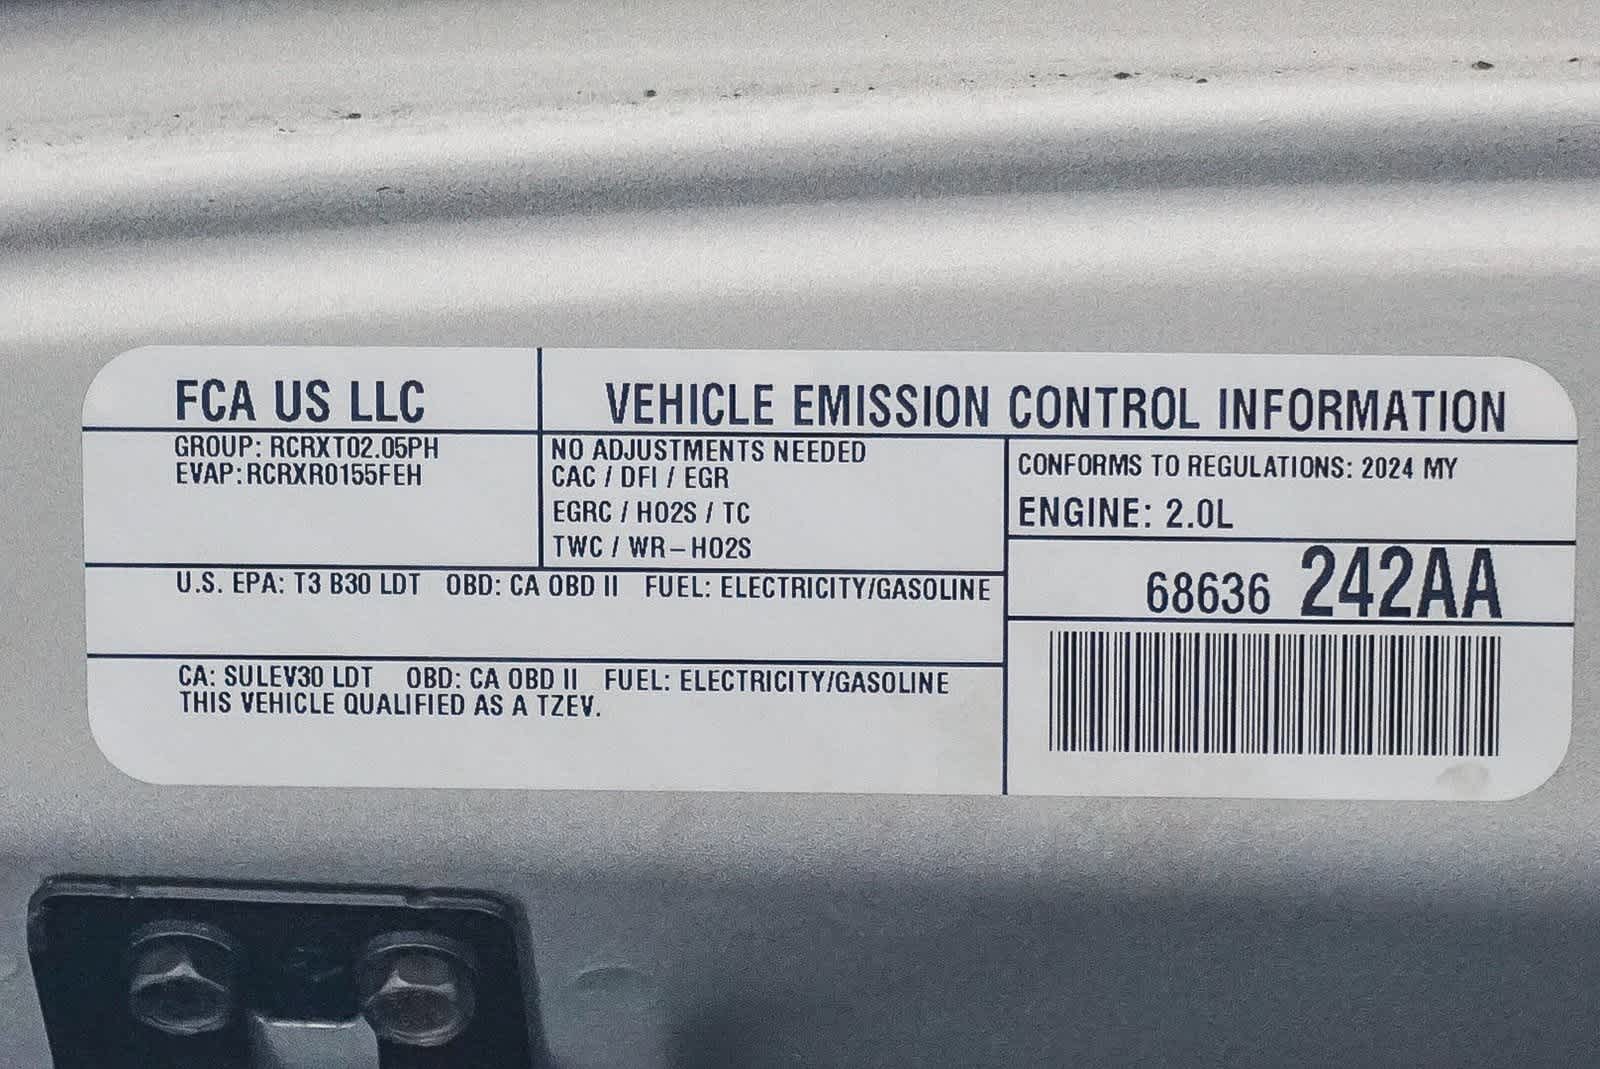 FCA US LLC
VEHICLE EMISSION CONTROL INFORMATION
GROUP: RCRXT02.05PH
EVAP: RCRXR0155FEH
NO ADJUSTMENTS NEEDED
CAC / DFI / EGR
EGRC / HO2S / TC
TWC / WR-HO2S
CONFORMS TO REGULATIONS: 2024 MY
ENGINE: 2.0L
68636 242AA
U.S. EPA: T3 B30 LDT OBD: CA OBD II FUEL: ELECTRICITY/GASOLINE
CA: SULEV30 LDT OBD: CA OBD II FUEL: ELECTRICITY/GASOLINE
THIS VEHICLE QUALIFIED AS A TZEV.